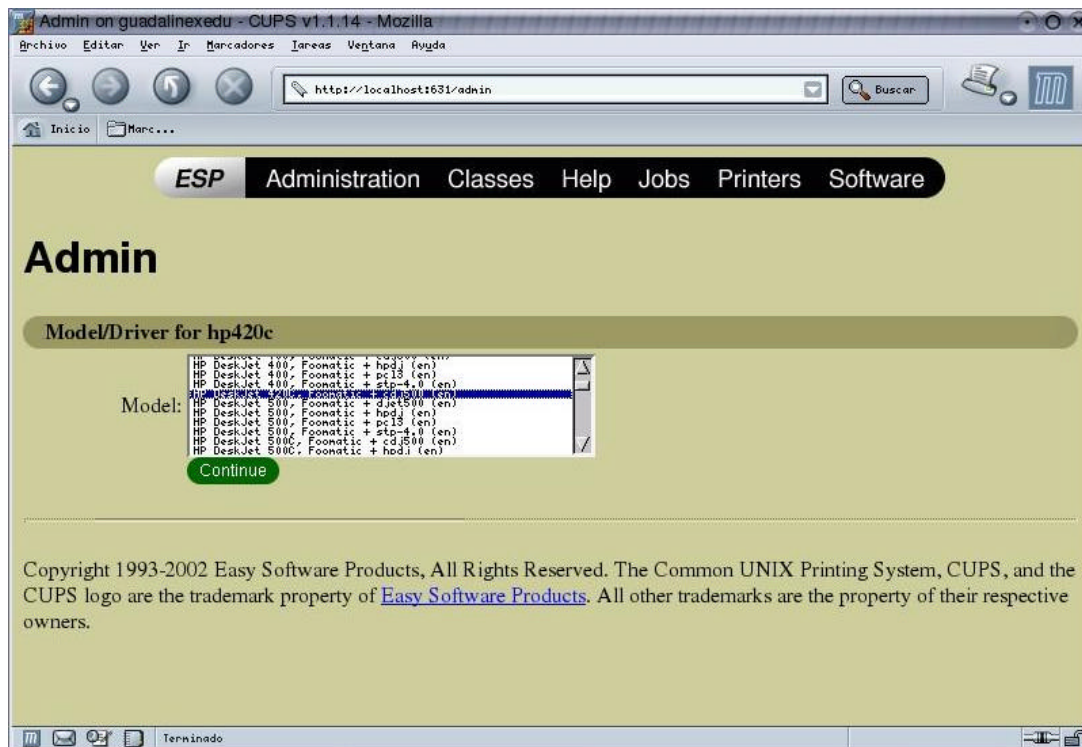 Admin on guadalinexedu - CUPS v1.1.14 - Mozilla
Archivo Editar Ver Ir Marcadores Tareas Ventana Ayuda
http://localhost:631/admin
Buscar
Inicio Marc...
ESP Administration Classes Help Jobs Printers Software
Admin
Model/Driver for hp420c
Model:
HP DeskJet 400, Foomatic + cdj500 (en)
HP DeskJet 400, Foomatic + hpdj (en)
HP DeskJet 400, Foomatic + pcl3 (en)
HP DeskJet 400, Foomatic + stp-4.0 (en)
HP DeskJet 420C, Foomatic + cdj500 (en)
HP DeskJet 500, Foomatic + djet500 (en)
HP DeskJet 500, Foomatic + hpdj (en)
HP DeskJet 500, Foomatic + pcl3 (en)
HP DeskJet 500, Foomatic + stp-4.0 (en)
HP DeskJet 500C, Foomatic + cdj500 (en)
HP DeskJet 500C, Foomatic + hpdj (en)
Continue
Copyright 1993-2002 Easy Software Products, All Rights Reserved. The Common UNIX Printing System, CUPS, and the
CUPS logo are the trademark property of Easy Software Products. All other trademarks are the property of their respective
owners.
Terminado